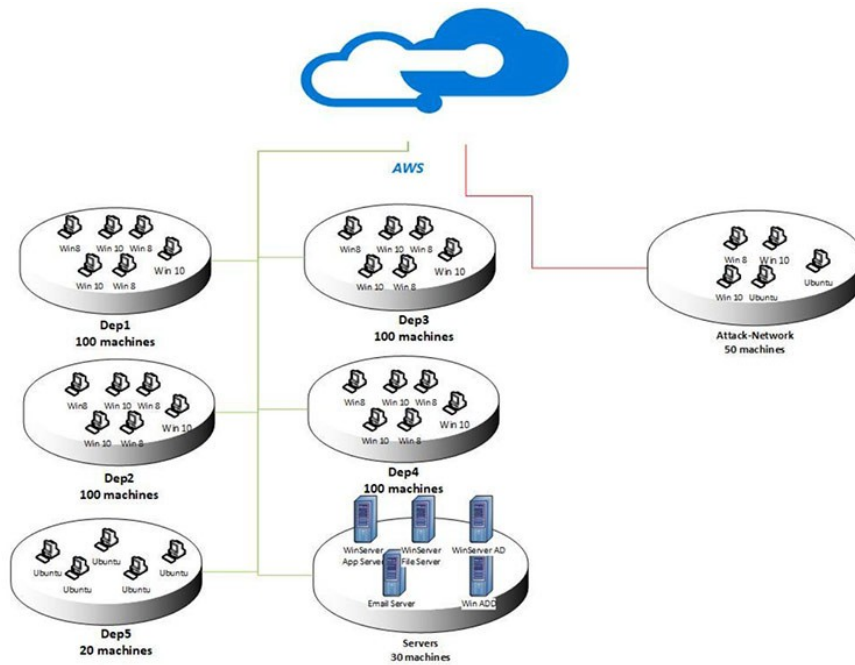 AWS
Win8 Win 10 Win 8
Win 10
Win 10 Win 8
Dep1
100 machines
Win8 Win 10 Win 8
Win 10
Win 10 Win 8
Dep3
100 machines
Win 8 Win 10
Ubuntu
Win 10 Ubuntu
Attack-Network
50 machines
Win8 Win 10 Win 8
Win 10
Win 10 Win 8
Dep2
100 machines
Win8 Win 10 Win 8
Win 10
Win 10 Win 8
Dep4
100 machines
Ubuntu Ubuntu Ubuntu
Ubuntu Ubuntu
Dep5
20 machines
WinServer App Server
WinServer File Server
WinServer AD
Email Server
Win ADD
Servers
30 machines